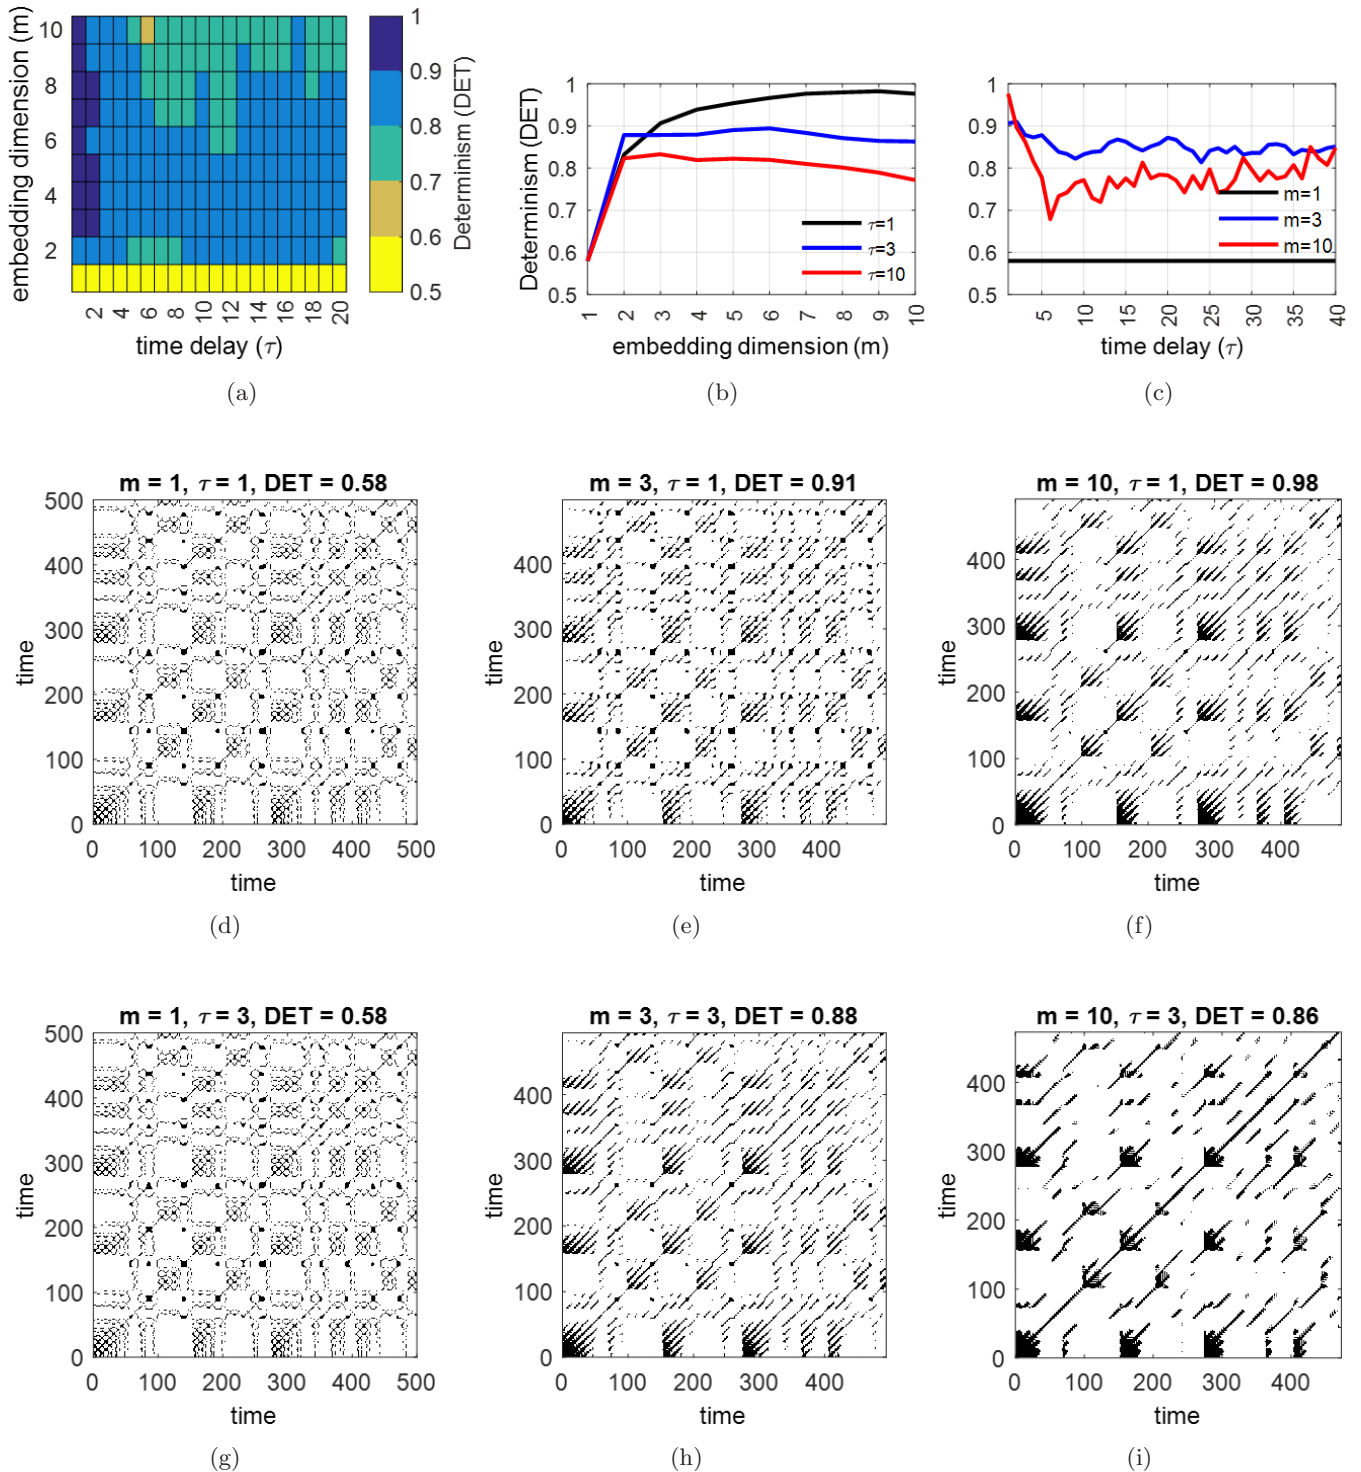 embedding dimension (m)
10
8
6
4
2
2 4 6 8 10 12 14 16 18 20
time delay (τ)
1
0.9
0.8
0.7
0.6
0.5
Determinism (DET)
(a)
Determinism (DET)
1
0.9
0.8
0.7
0.6
0.5
τ=1
τ=3
τ=10
1 2 3 4 5 6 7 8 9 10
embedding dimension (m)
(b)
1
0.9
0.8
0.7
0.6
0.5
m=1
m=3
m=10
5 10 15 20 25 30 35 40
time delay (τ)
(c)
m = 1, τ = 1, DET = 0.58
time
500
400
300
200
100
0
0 100 200 300 400 500
time
(d)
m = 3, τ = 1, DET = 0.91
time
400
300
200
100
0
0 100 200 300 400
time
(e)
m = 10, τ = 1, DET = 0.98
time
400
300
200
100
0
0 100 200 300 400
time
(f)
m = 1, τ = 3, DET = 0.58
time
500
400
300
200
100
0
0 100 200 300 400 500
time
(g)
m = 3, τ = 3, DET = 0.88
time
400
300
200
100
0
0 100 200 300 400
time
(h)
m = 10, τ = 3, DET = 0.86
time
400
300
200
100
0
0 100 200 300 400
time
(i)